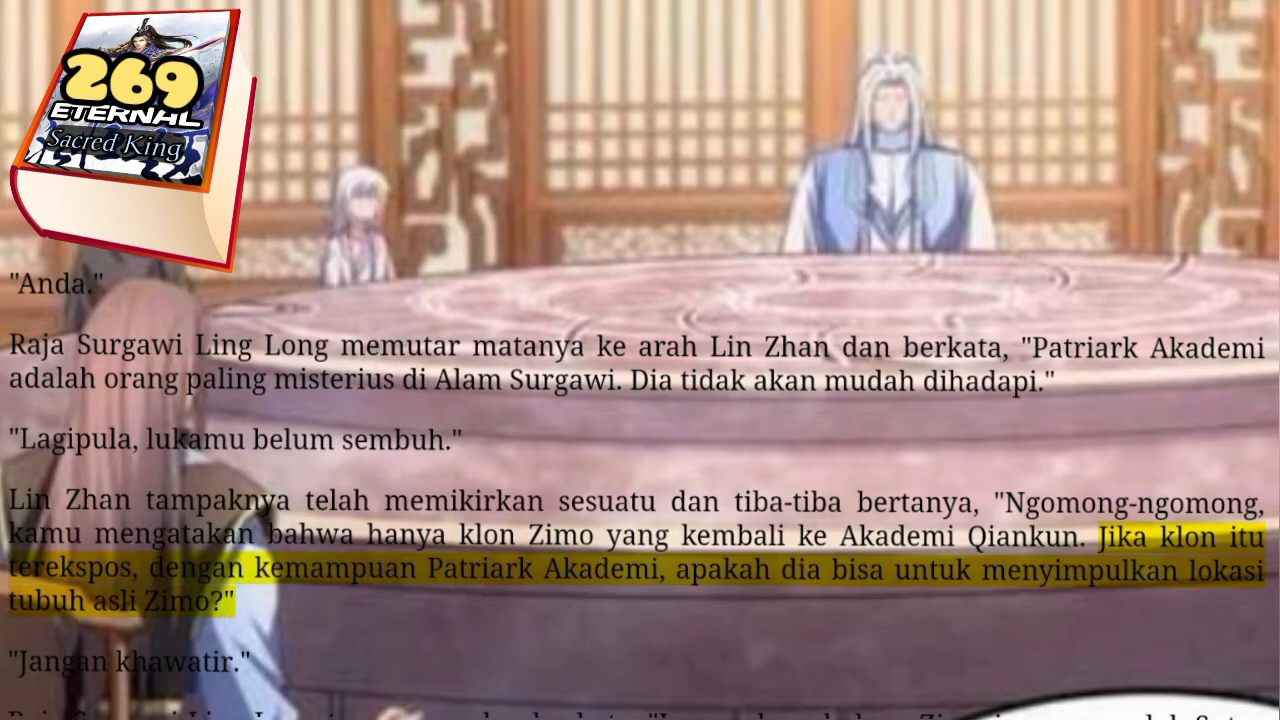 269
ETERNAL
Sacred King
"Anda."
Raja Surgawi Ling Long memutar matanya ke arah Lin Zhan dan berkata, "Patriark Akademi
adalah orang paling misterius di Alam Surgawi. Dia tidak akan mudah dihadapi."
"Lagipula, lukamu belum sembuh."
Lin Zhan tampaknya telah memikirkan sesuatu dan tiba-tiba bertanya, "Ngomong-ngomong,
kamu mengatakan bahwa hanya klon Zimo yang kembali ke Akademi Qiankun. Jika klon itu
terekspos, dengan kemampuan Patriark Akademi, apakah dia bisa untuk menyimpulkan lokasi
tubuh asli Zimo?"
"Jangan khawatir."